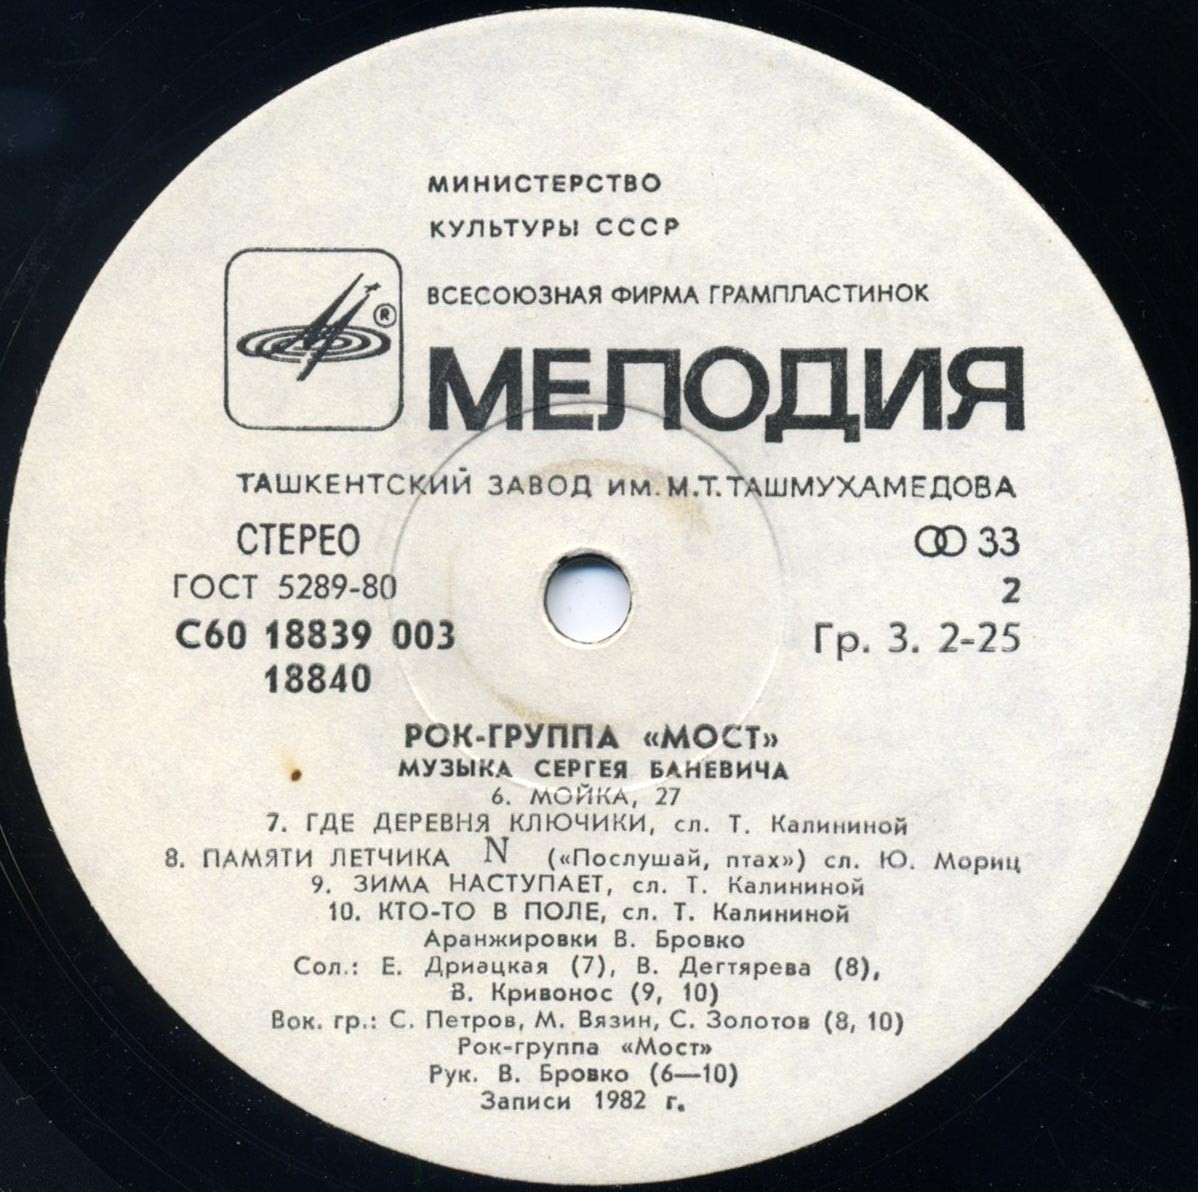 МИНИСТЕРСТВО
КУЛЬТУРЫ СССР
ВСЕСОЮЗНАЯ ФИРМА ГРАМПЛАСТИНОК
®
МЕЛОДИЯ
ТАШКЕНТСКИЙ ЗАВОД ИМ. М.Т.ТАШМУХАМЕДОВА
СТЕРЕО 33
ГОСТ 5289-80 2
С60 18839 003 Гр. 3. 2-25
18840
РОК-ГРУППА «МОСТ»
МУЗЫКА СЕРГЕЯ БАНЕВИЧА
6. МОЙКА, 27
7. ГДЕ ДЕРЕВНЯ КЛЮЧИКИ, сл. Т. Калининой
8. ПАМЯТИ ЛЕТЧИКА N («Послушай, птах») сл. Ю. Мориц
9. ЗИМА НАСТУПАЕТ, сл. Т. Калининой
10. КТО-ТО В ПОЛЕ, сл. Т. Калининой
Аранжировки В. Бровко
Сол.: Е. Дриацкая (7), В. Дегтярева (8),
В. Кривонос (9, 10)
Вок. гр.: С. Петров, М. Вязин, С. Золотов (8, 10)
Рок-группа «Мост»
Рук. В. Бровко (6—10)
Записи 1982 г.